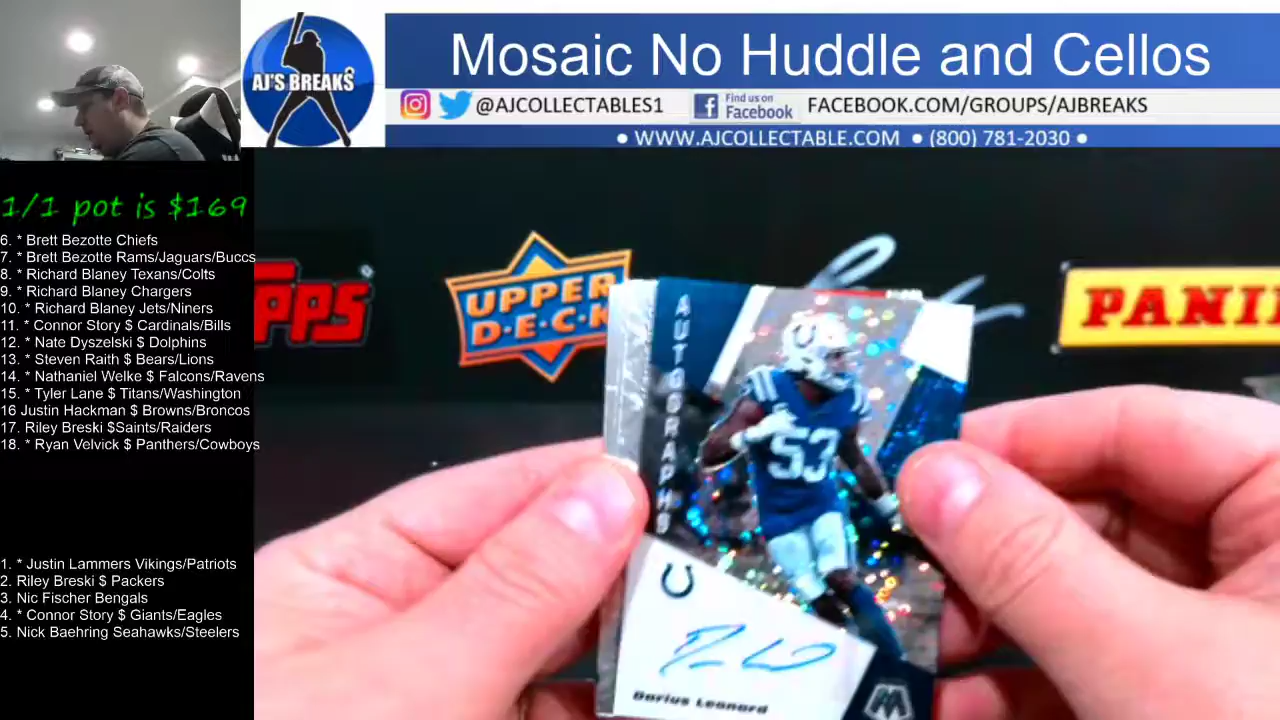 AJ'S BREAKS
Mosaic No Huddle and Cellos
@AJCOLLECTABLES1
Find us on
Facebook
FACEBOOK.COM/GROUPS/AJBREAKS
• WWW.AJCOLLECTABLE.COM • (800) 781-2030 •
1/1 pot is $169
6. * Brett Bezotte Chiefs
7. * Brett Bezotte Rams/Jaguars/Buccs
8. * Richard Blaney Texans/Colts
9. * Richard Blaney Chargers
10. * Richard Blaney Jets/Niners
11. * Connor Story $ Cardinals/Bills
12. * Nate Dyszelski $ Dolphins
13. * Steven Raith $ Bears/Lions
14. * Nathaniel Welke $ Falcons/Ravens
15. * Tyler Lane $ Titans/Washington
16 Justin Hackman $ Browns/Broncos
17. Riley Breski $Saints/Raiders
18. * Ryan Velvick $ Panthers/Cowboys
1. * Justin Lammers Vikings/Patriots
2. Riley Breski $ Packers
3. Nic Fischer Bengals
4. * Connor Story $ Giants/Eagles
5. Nick Baehring Seahawks/Steelers
UPPER
D·E·C·K
PANINI
AUTOGRAPHS
53
Darius Leonard